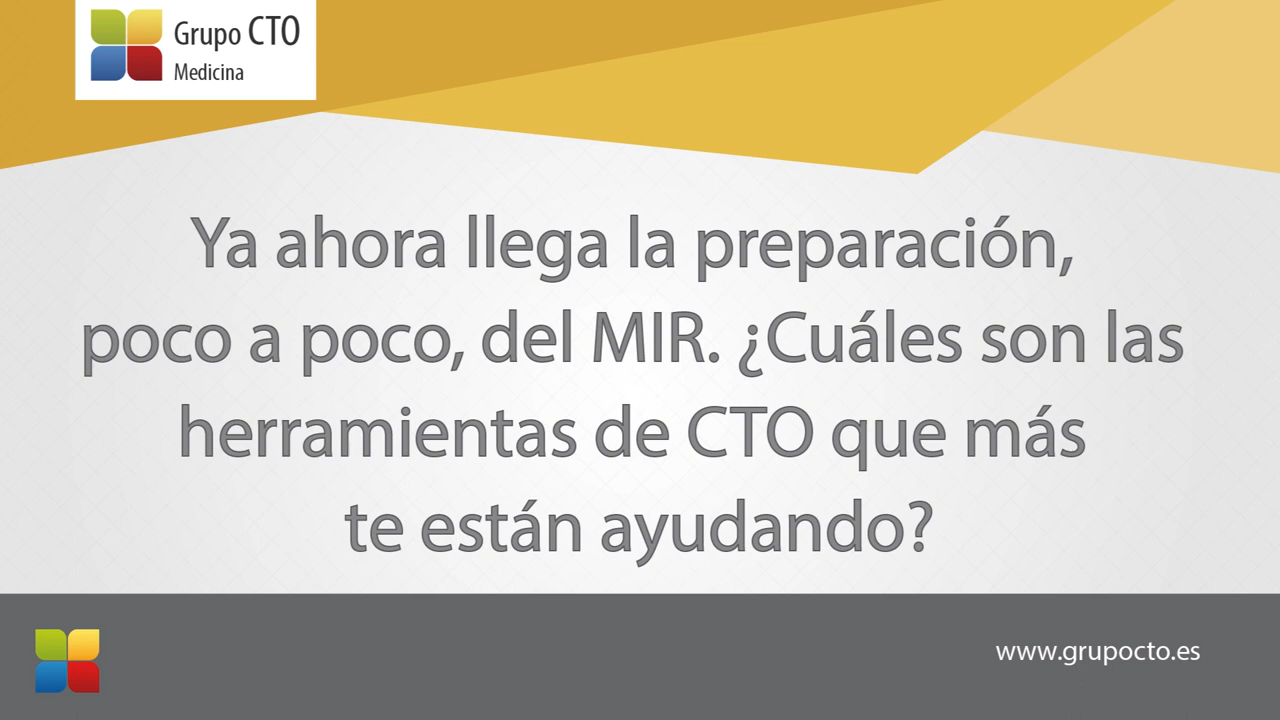 Grupo CTO
Medicina
Ya ahora llega la preparación,
poco a poco, del MIR. ¿Cuáles son las
herramientas de CTO que más
te están ayudando?
www.grupocto.es